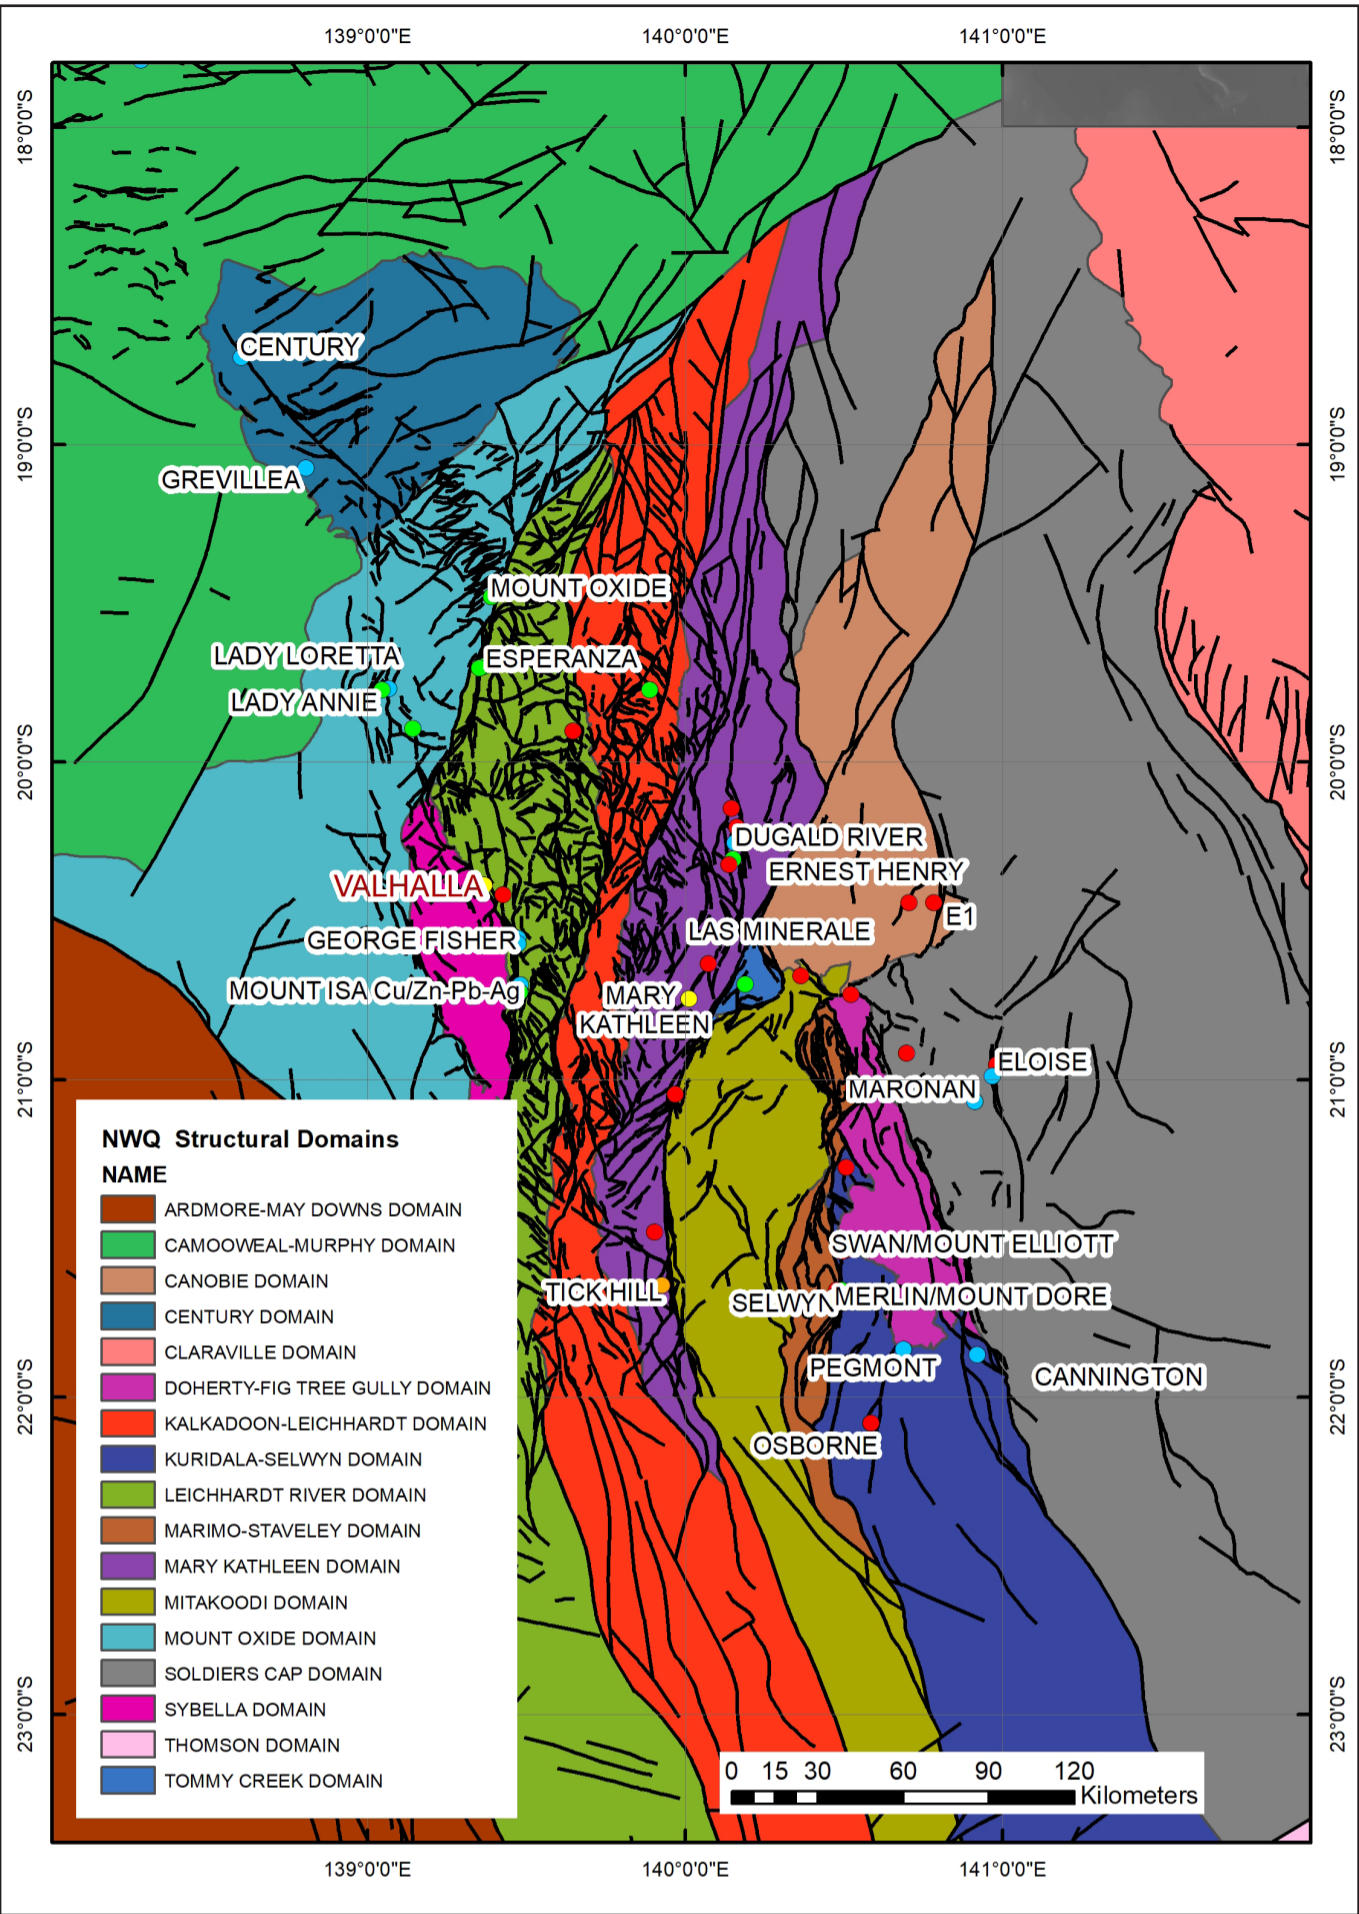 139°0'0"E 140°0'0"E 141°0'0"E
18°0'0"S 18°0'0"S
CENTURY
19°0'0"S 19°0'0"S
GREVILLEA
MOUNT OXIDE
LADY LORETTA
ESPERANZA
LADY ANNIE
20°0'0"S 20°0'0"S
DUGALD RIVER
ERNEST HENRY
VALHALLA
E1
LAS MINERALE
GEORGE FISHER
MOUNT ISA Cu/Zn-Pb-Ag
MARY
KATHLEEN
ELOISE
21°0'0"S 21°0'0"S
MARONAN
SWAN/MOUNT ELLIOTT
TICK HILL
SELWYN
MERLIN/MOUNT DORE
PEGMONT
CANNINGTON
22°0'0"S 22°0'0"S
OSBORNE
23°0'0"S 23°0'0"S
NWQ Structural Domains
NAME
ARDMORE-MAY DOWNS DOMAIN
CAMOOWEAL-MURPHY DOMAIN
CANOBIE DOMAIN
CENTURY DOMAIN
CLARAVILLE DOMAIN
DOHERTY-FIG TREE GULLY DOMAIN
KALKADOON-LEICHHARDT DOMAIN
KURIDALA-SELWYN DOMAIN
LEICHHARDT RIVER DOMAIN
MARIMO-STAVELEY DOMAIN
MARY KATHLEEN DOMAIN
MITAKOODI DOMAIN
MOUNT OXIDE DOMAIN
SOLDIERS CAP DOMAIN
SYBELLA DOMAIN
THOMSON DOMAIN
TOMMY CREEK DOMAIN
0 15 30 60 90 120
Kilometers
139°0'0"E 140°0'0"E 141°0'0"E